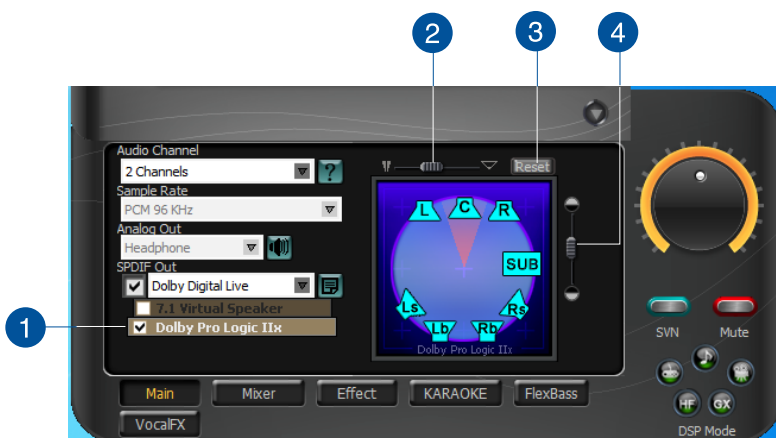 2
3
4
Audio Channel
2 Channels
?
Reset
Sample Rate
PCM 96 KHz
Analog Out
Headphone
SPDIF Out
Dolby Digital Live
7.1 Virtual Speaker
1
Dolby Pro Logic IIx
L
C
R
SUB
Ls
Rs
Lb
Rb
Dolby Pro Logic IIx
SVN
Mute
Main
Mixer
Effect
KARAOKE
FlexBass
HF
GX
VocalFX
DSP Mode